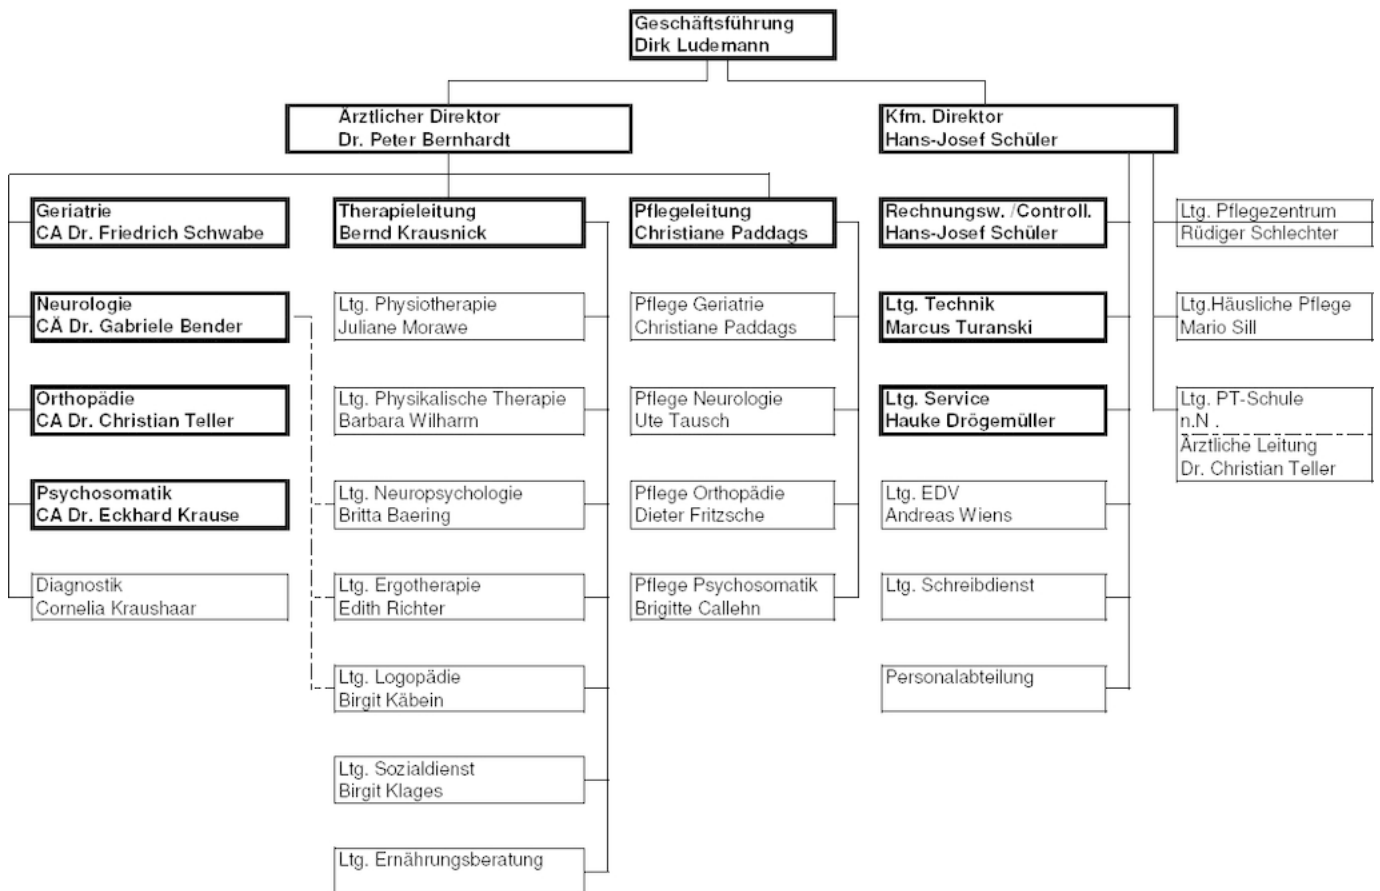 Geschäftsführung
Dirk Ludemann
Ärztlicher Direktor
Dr. Peter Bernhardt
Kfm. Direktor
Hans-Josef Schüler
Geriatrie
CA Dr. Friedrich Schwabe
Neurologie
CÄ Dr. Gabriele Bender
Orthopädie
CA Dr. Christian Teller
Psychosomatik
CA Dr. Eckhard Krause
Diagnostik
Cornelia Kraushaar
Therapieleitung
Bernd Krausnick
Ltg. Physiotherapie
Juliane Morawe
Ltg. Physikalische Therapie
Barbara Wilharm
Ltg. Neuropsychologie
Britta Baering
Ltg. Ergotherapie
Edith Richter
Ltg. Logopädie
Birgit Käbein
Ltg. Sozialdienst
Birgit Klages
Ltg. Ernährungsberatung
Pflegeleitung
Christiane Paddags
Pflege Geriatrie
Christiane Paddags
Pflege Neurologie
Ute Tausch
Pflege Orthopädie
Dieter Fritzsche
Pflege Psychosomatik
Brigitte Callehn
Rechnungsw. /Controll.
Hans-Josef Schüler
Ltg. Technik
Marcus Turanski
Ltg. Service
Hauke Drögemüller
Ltg. EDV
Andreas Wiens
Ltg. Schreibdienst
Personalabteilung
Ltg. Pflegezentrum
Rüdiger Schlechter
Ltg.Häusliche Pflege
Mario Sill
Ltg. PT-Schule
n.N .
Ärztliche Leitung
Dr. Christian Teller